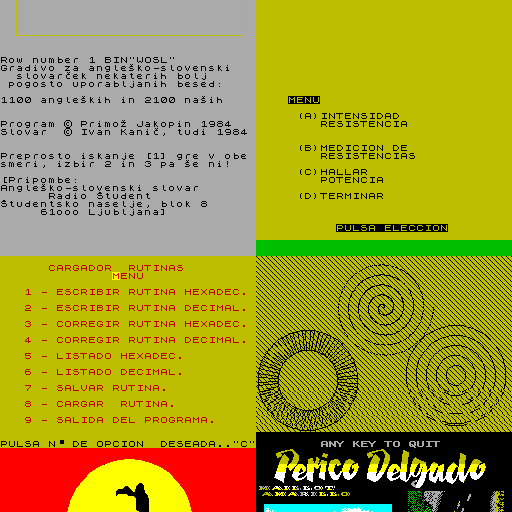 Row number 1 BIN"WOSL"
Gradivo za angleško-slovenski
slovarček nekaterih bolj
pogosto uporabljanih besed:
1100 angleških in 2100 naših
Program © Primož Jakopin 1984
Slovar © Ivan Kanič, tudi 1984
Preprosto iskanje [1] gre v obe
smeri, izbir 2 in 3 pa še ni!
[Pripombe:
Angleško-slovenski slovar
Radio Študent
Študentsko naselje, blok 8
61000 Ljubljana]
MENU
(A) INTENSIDAD
RESISTENCIA
(B) MEDICION DE
RESISTENCIAS
(C) HALLAR
POTENCIA
(D) TERMINAR
PULSA ELECCION
CARGADOR RUTINAS
MENU
1 - ESCRIBIR RUTINA HEXADEC.
2 - ESCRIBIR RUTINA DECIMAL.
3 - CORREGIR RUTINA HEXADEC.
4 - CORREGIR RUTINA DECIMAL.
5 - LISTADO HEXADEC.
6 - LISTADO DECIMAL.
7 - SALVAR RUTINA.
8 - CARGAR RUTINA.
9 - SALIDA DEL PROGRAMA.
PULSA Nº DE OPCION DESEADA.."C"
ANY KEY TO QUIT
Perico Delgado
MAILLOT
AMARILLO